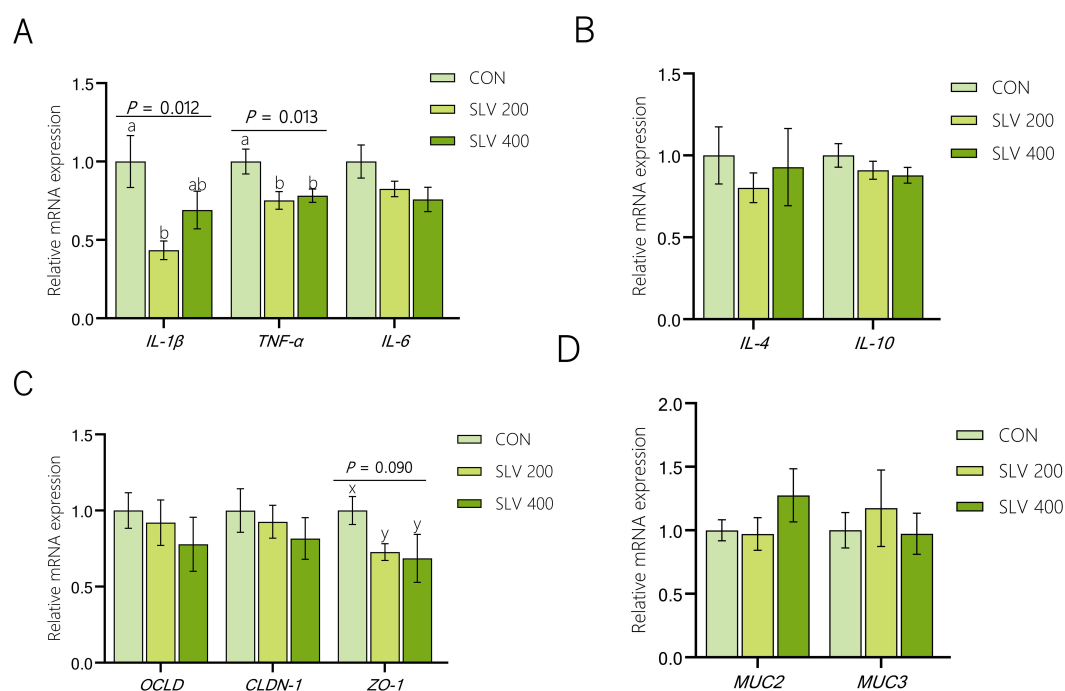 A
Relative mRNA expression
1.5
1.0
0.5
0.0
P = 0.012
a
b
ab
P = 0.013
a
b
b
IL-1β
TNF-α
IL-6
CON
SLV 200
SLV 400
B
Relative mRNA expression
1.5
1.0
0.5
0.0
IL-4
IL-10
CON
SLV 200
SLV 400
C
Relative mRNA expression
1.5
1.0
0.5
0.0
P = 0.090
x
y
y
OCLD
CLDN-1
ZO-1
CON
SLV 200
SLV 400
D
Relative mRNA expression
2.0
1.5
1.0
0.5
0.0
MUC2
MUC3
CON
SLV 200
SLV 400